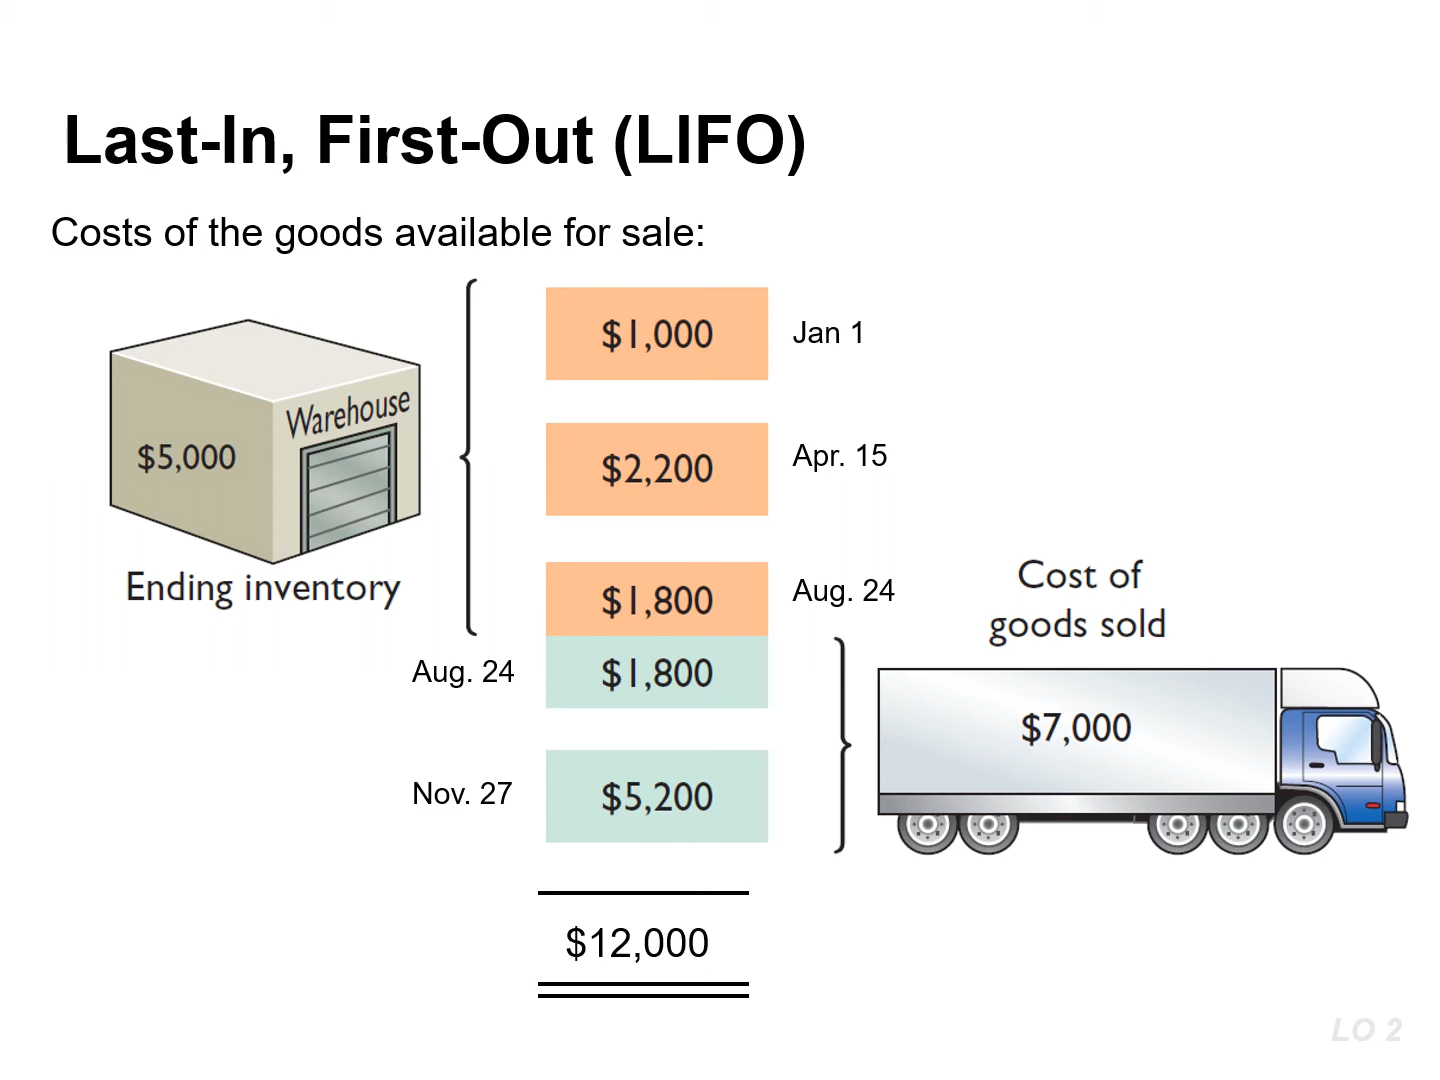 Last-In, First-Out (LIFO)
Costs of the goods available for sale:
$1,000
Jan 1
Warehouse
$5,000
Ending inventory
$2,200
Apr. 15
$1,800
Aug. 24
Aug. 24
$1,800
Nov. 27
$5,200
Cost of
goods sold
$7,000
$12,000
LO 2